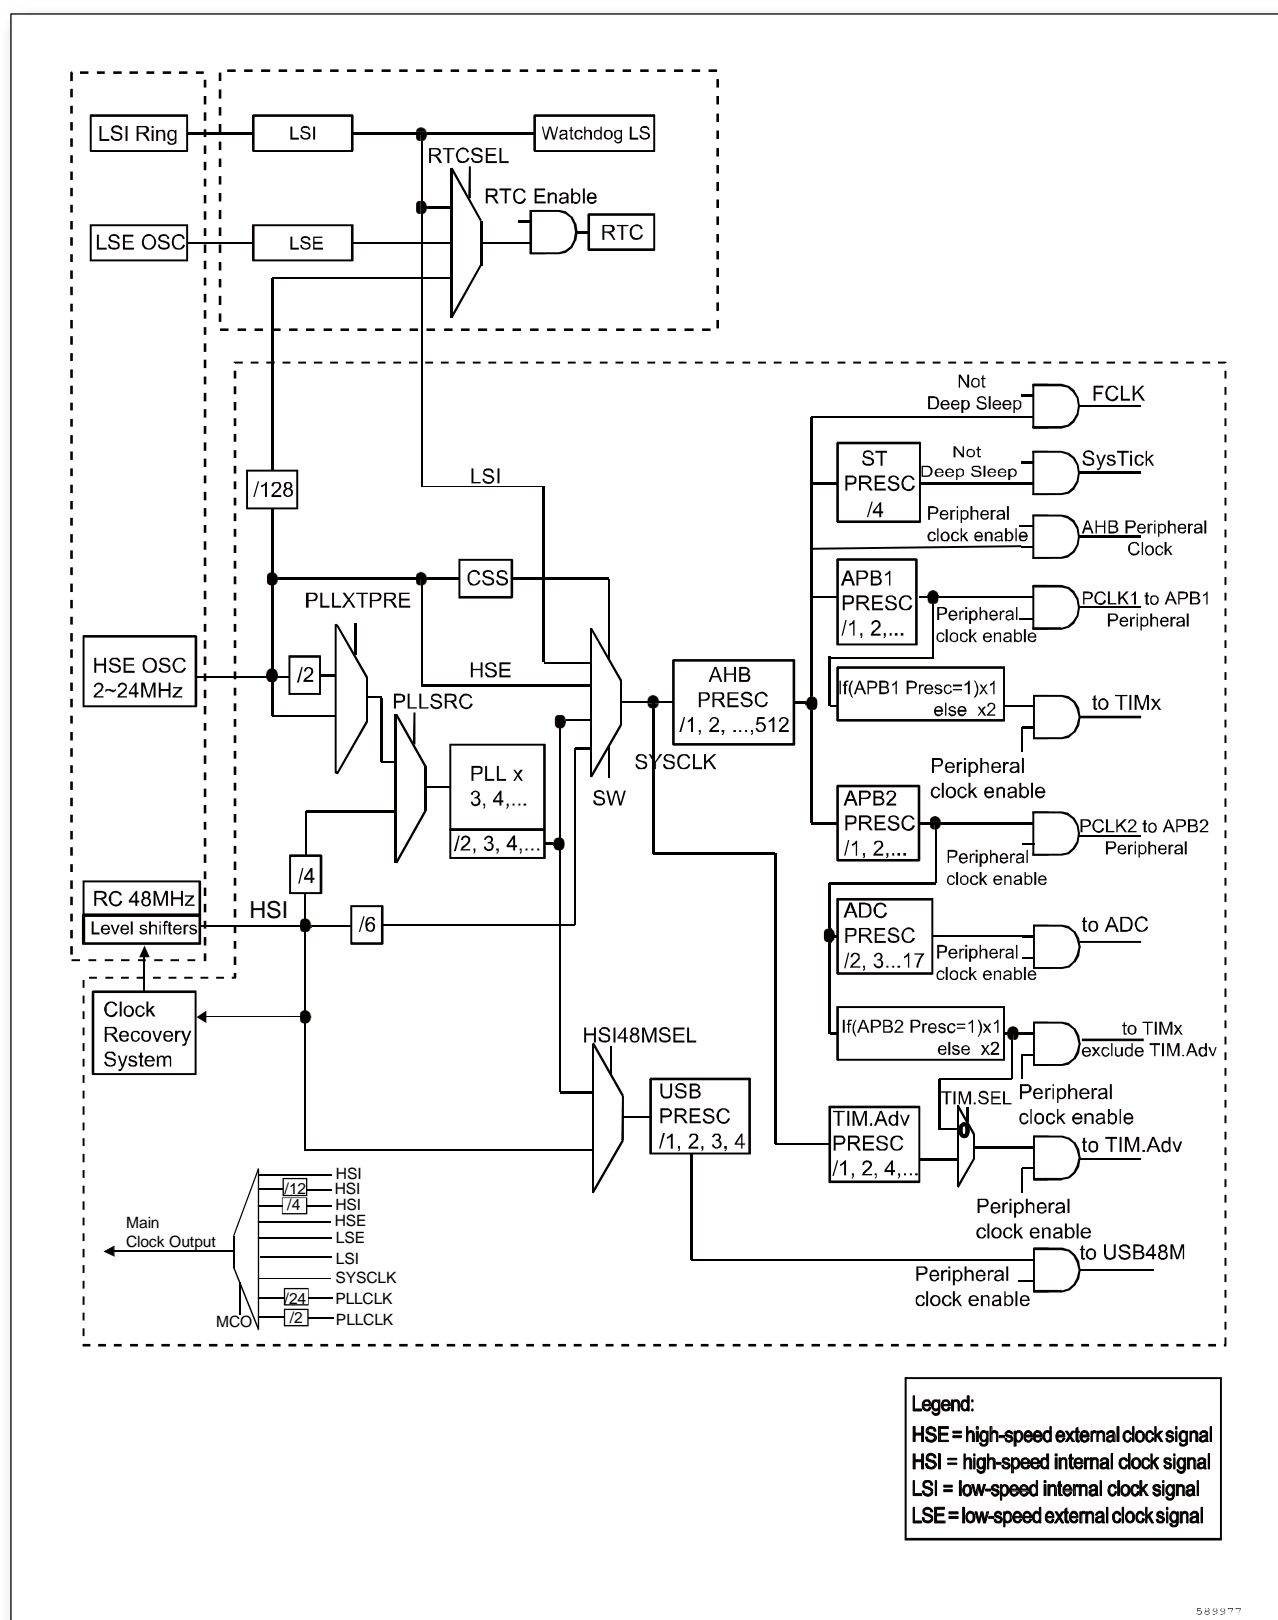 LSI Ring
LSI
Watchdog LS
RTCSEL
RTC Enable
LSE OSC
LSE
RTC
Not
Deep Sleep
FCLK
ST
PRESC
/4
Not
Deep Sleep
SysTick
/128
LSI
Peripheral
clock enable
AHB Peripheral
Clock
CSS
PLLXTPRE
APB1
PRESC
/1, 2,...
Peripheral
clock enable
PCLK1 to APB1
Peripheral
HSE OSC
2~24MHz
/2
HSE
AHB
PRESC
/1, 2, ...,512
If(APB1 Presc=1)x1
else x2
to TIMx
PLLSRC
SYSCLK
Peripheral
clock enable
PLL x
3, 4,...
/2, 3, 4,...
SW
APB2
PRESC
/1, 2,...
Peripheral
clock enable
PCLK2 to APB2
Peripheral
/4
RC 48MHz
Level shifters
HSI
/6
ADC
PRESC
/2, 3...17
Peripheral
clock enable
to ADC
Clock
Recovery
System
HSI48MSEL
If(APB2 Presc=1)x1
else x2
to TIMx
exclude TIM.Adv
Peripheral
clock enable
USB
PRESC
/1, 2, 3, 4
TIM.SEL
TIM.Adv
PRESC
/1, 2, 4,...
0
to TIM.Adv
Peripheral
clock enable
HSI
/12
HSI
/4
HSI
HSE
LSE
LSI
SYSCLK
/24
PLLCLK
/2
PLLCLK
Main
Clock Output
MCO
to USB48M
Peripheral
clock enable
Legend:
HSE = high-speed external clock signal
HSI = high-speed internal clock signal
LSI = low-speed internal clock signal
LSE = low-speed external clock signal
589977